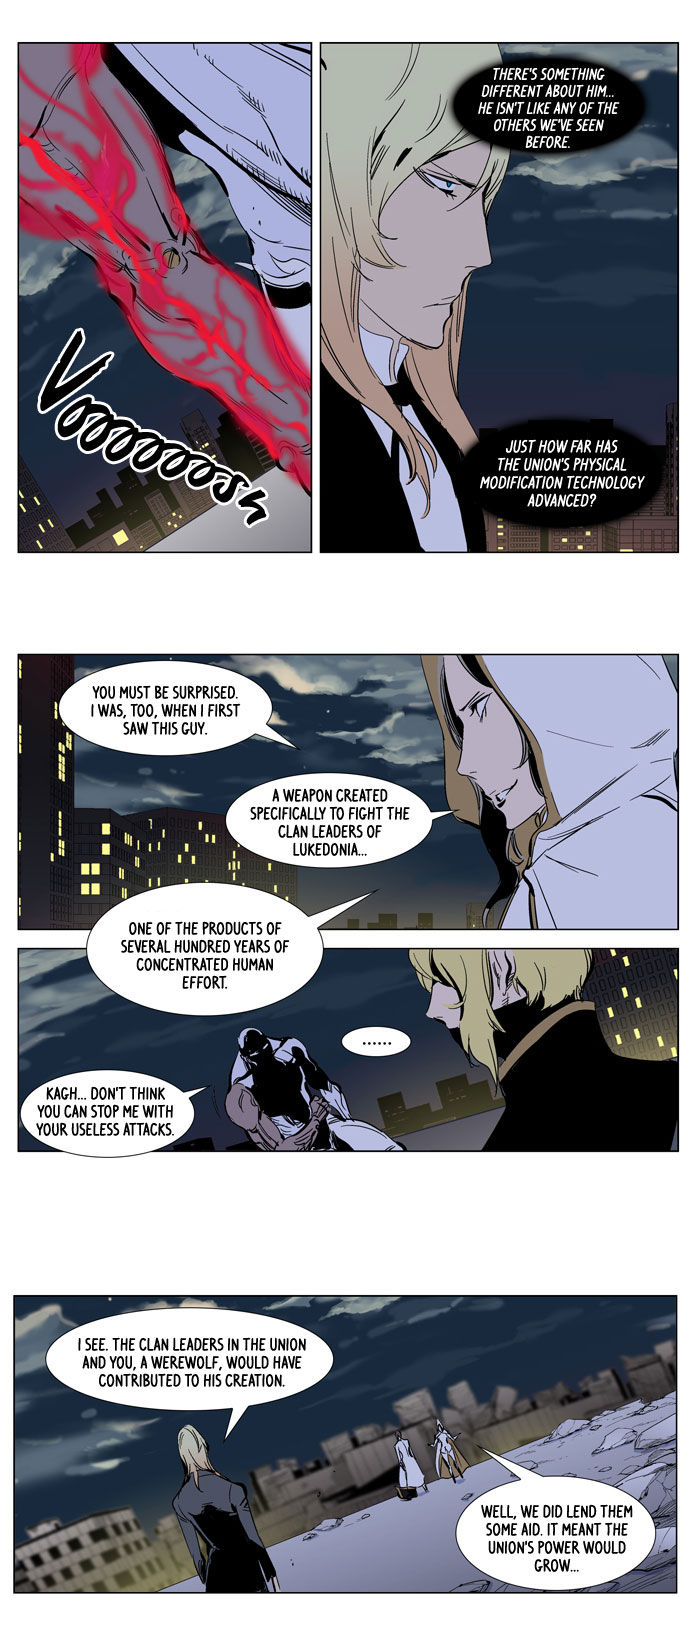 THERE'S SOMETHING
DIFFERENT ABOUT HIM...
HE ISN'T LIKE ANY OF THE
OTHERS WE'VE SEEN
BEFORE.
VOOOOOOOSH
JUST HOW FAR HAS
THE UNION'S PHYSICAL
MODIFICATION TECHNOLOGY
ADVANCED?
YOU MUST BE SURPRISED.
I WAS, TOO, WHEN I FIRST
SAW THIS GUY.
A WEAPON CREATED
SPECIFICALLY TO FIGHT THE
CLAN LEADERS OF
LUKEDONIA...
ONE OF THE PRODUCTS OF
SEVERAL HUNDRED YEARS OF
CONCENTRATED HUMAN
EFFORT.
......
KAGH... DON'T THINK
YOU CAN STOP ME WITH
YOUR USELESS ATTACKS.
I SEE. THE CLAN LEADERS IN THE UNION
AND YOU, A WEREWOLF, WOULD HAVE
CONTRIBUTED TO HIS CREATION.
WELL, WE DID LEND THEM
SOME AID. IT MEANT THE
UNION'S POWER WOULD
GROW...